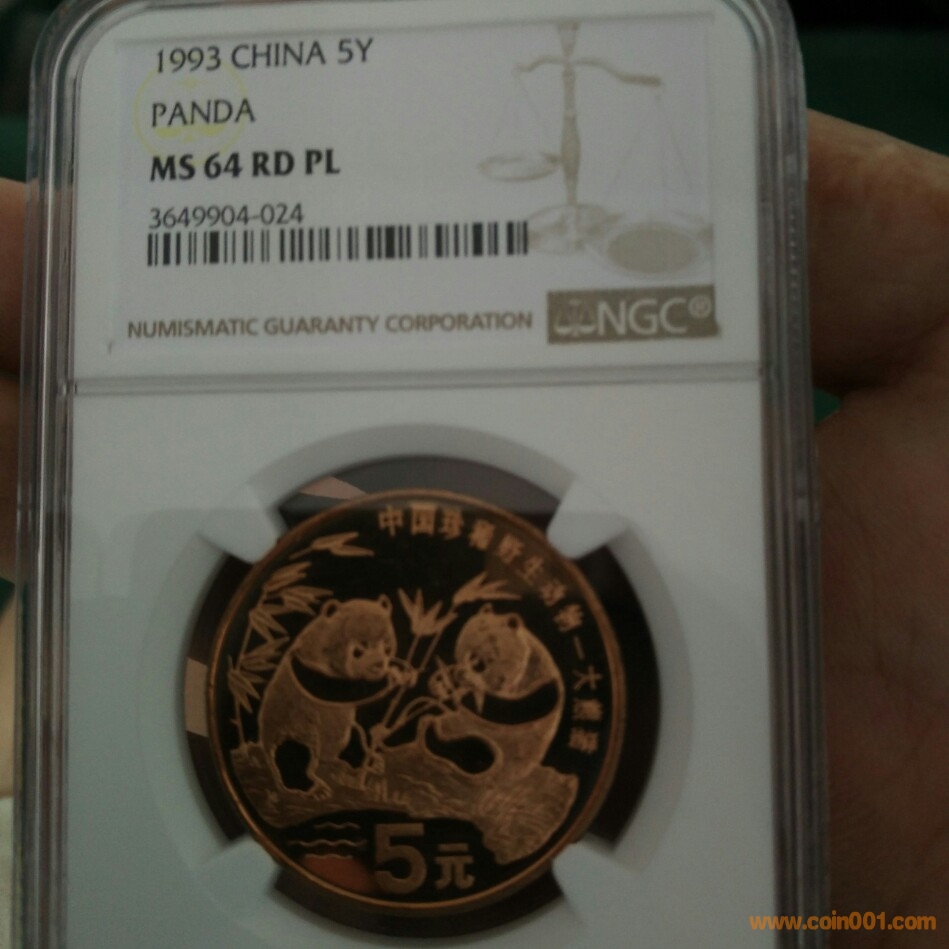 1993 CHINA 5Y
PANDA
MS 64 RD PL
3649904-024
NUMISMATIC GUARANTY CORPORATION
NGC®
中国珍稀野生动物—大熊猫
5元
www.coin001.com